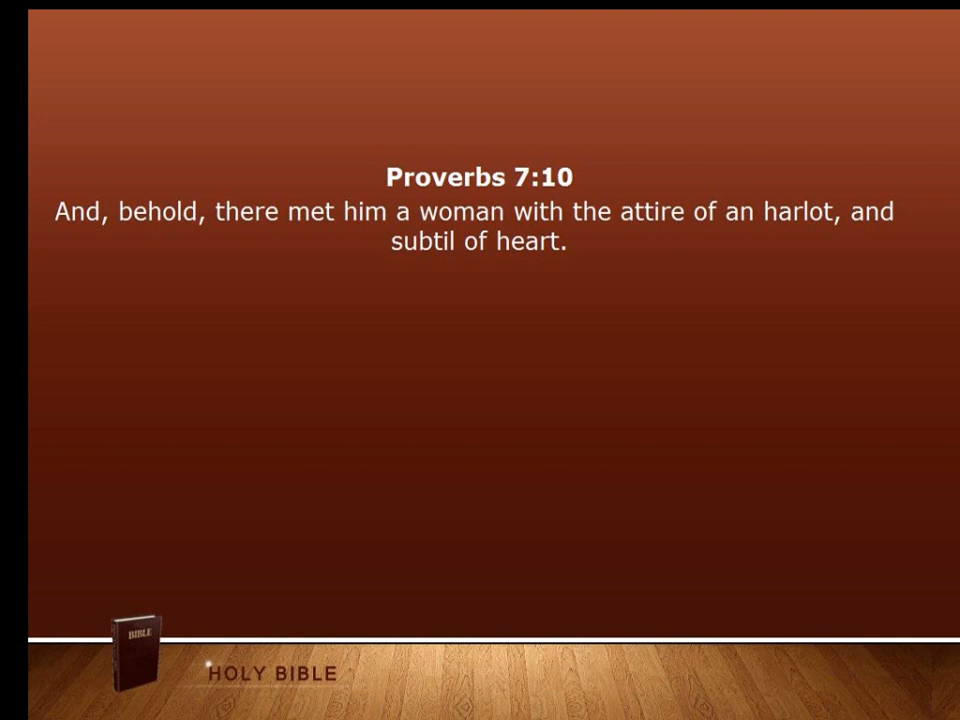 Proverbs 7:10
And, behold, there met him a woman with the attire of an harlot, and
subtil of heart.
BIBLE
HOLY BIBLE